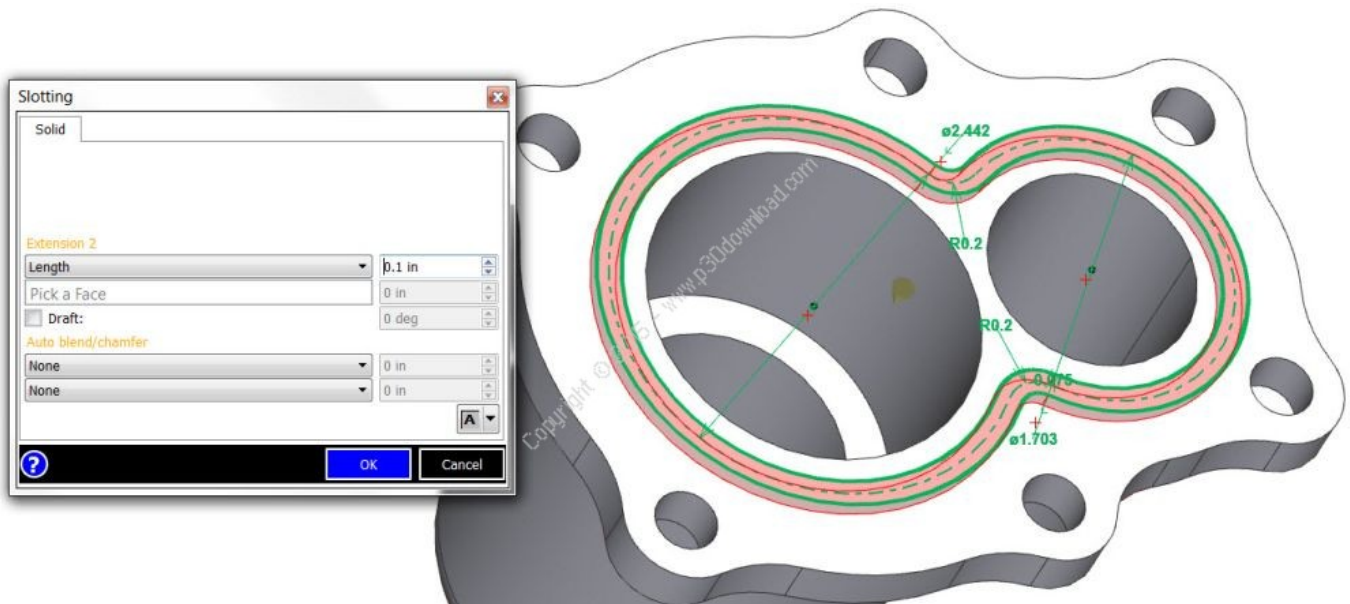 Slotting
Solid
Extension 2
Length
0.1 in
Pick a Face
0 in
Draft:
0 deg
Auto blend/chamfer
None
0 in
None
0 in
A
?
OK
Cancel
ø2.442
R0.2
R0.2
ø1.703
Copyright ©
- www.p30download.com